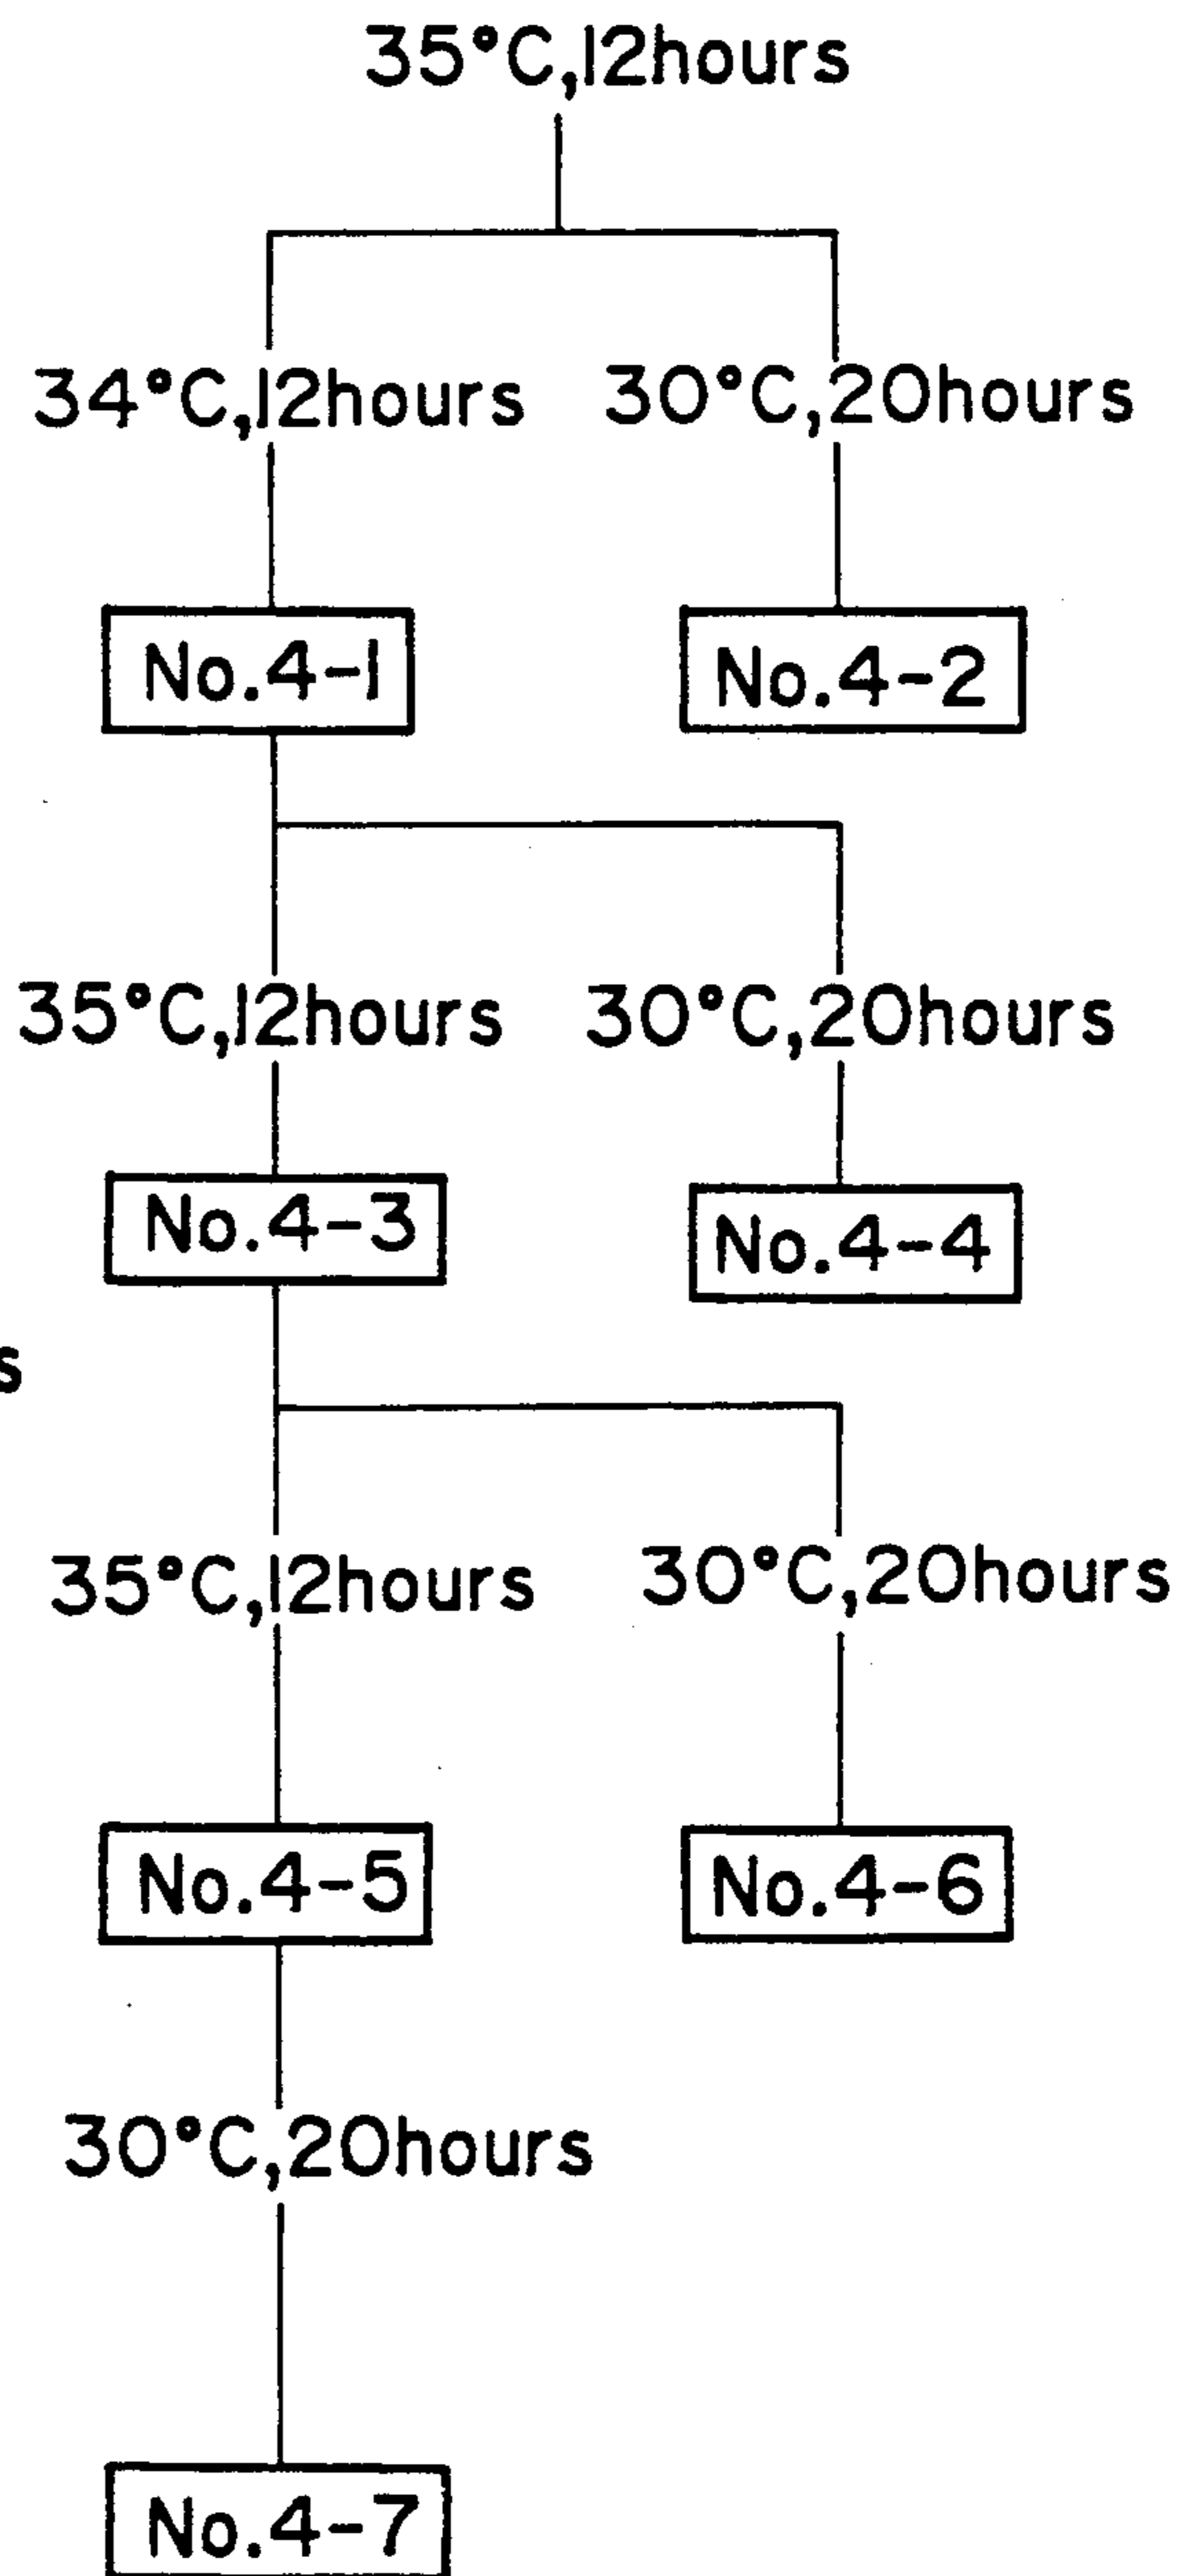 35°C,12hours
34°C,12hours 30°C,20hours
No.4-1 No.4-2
35°C,12hours 30°C,20hours
No.4-3 No.4-4
s
35°C,12hours 30°C,20hours
No.4-5 No.4-6
30°C,20hours
No.4-7